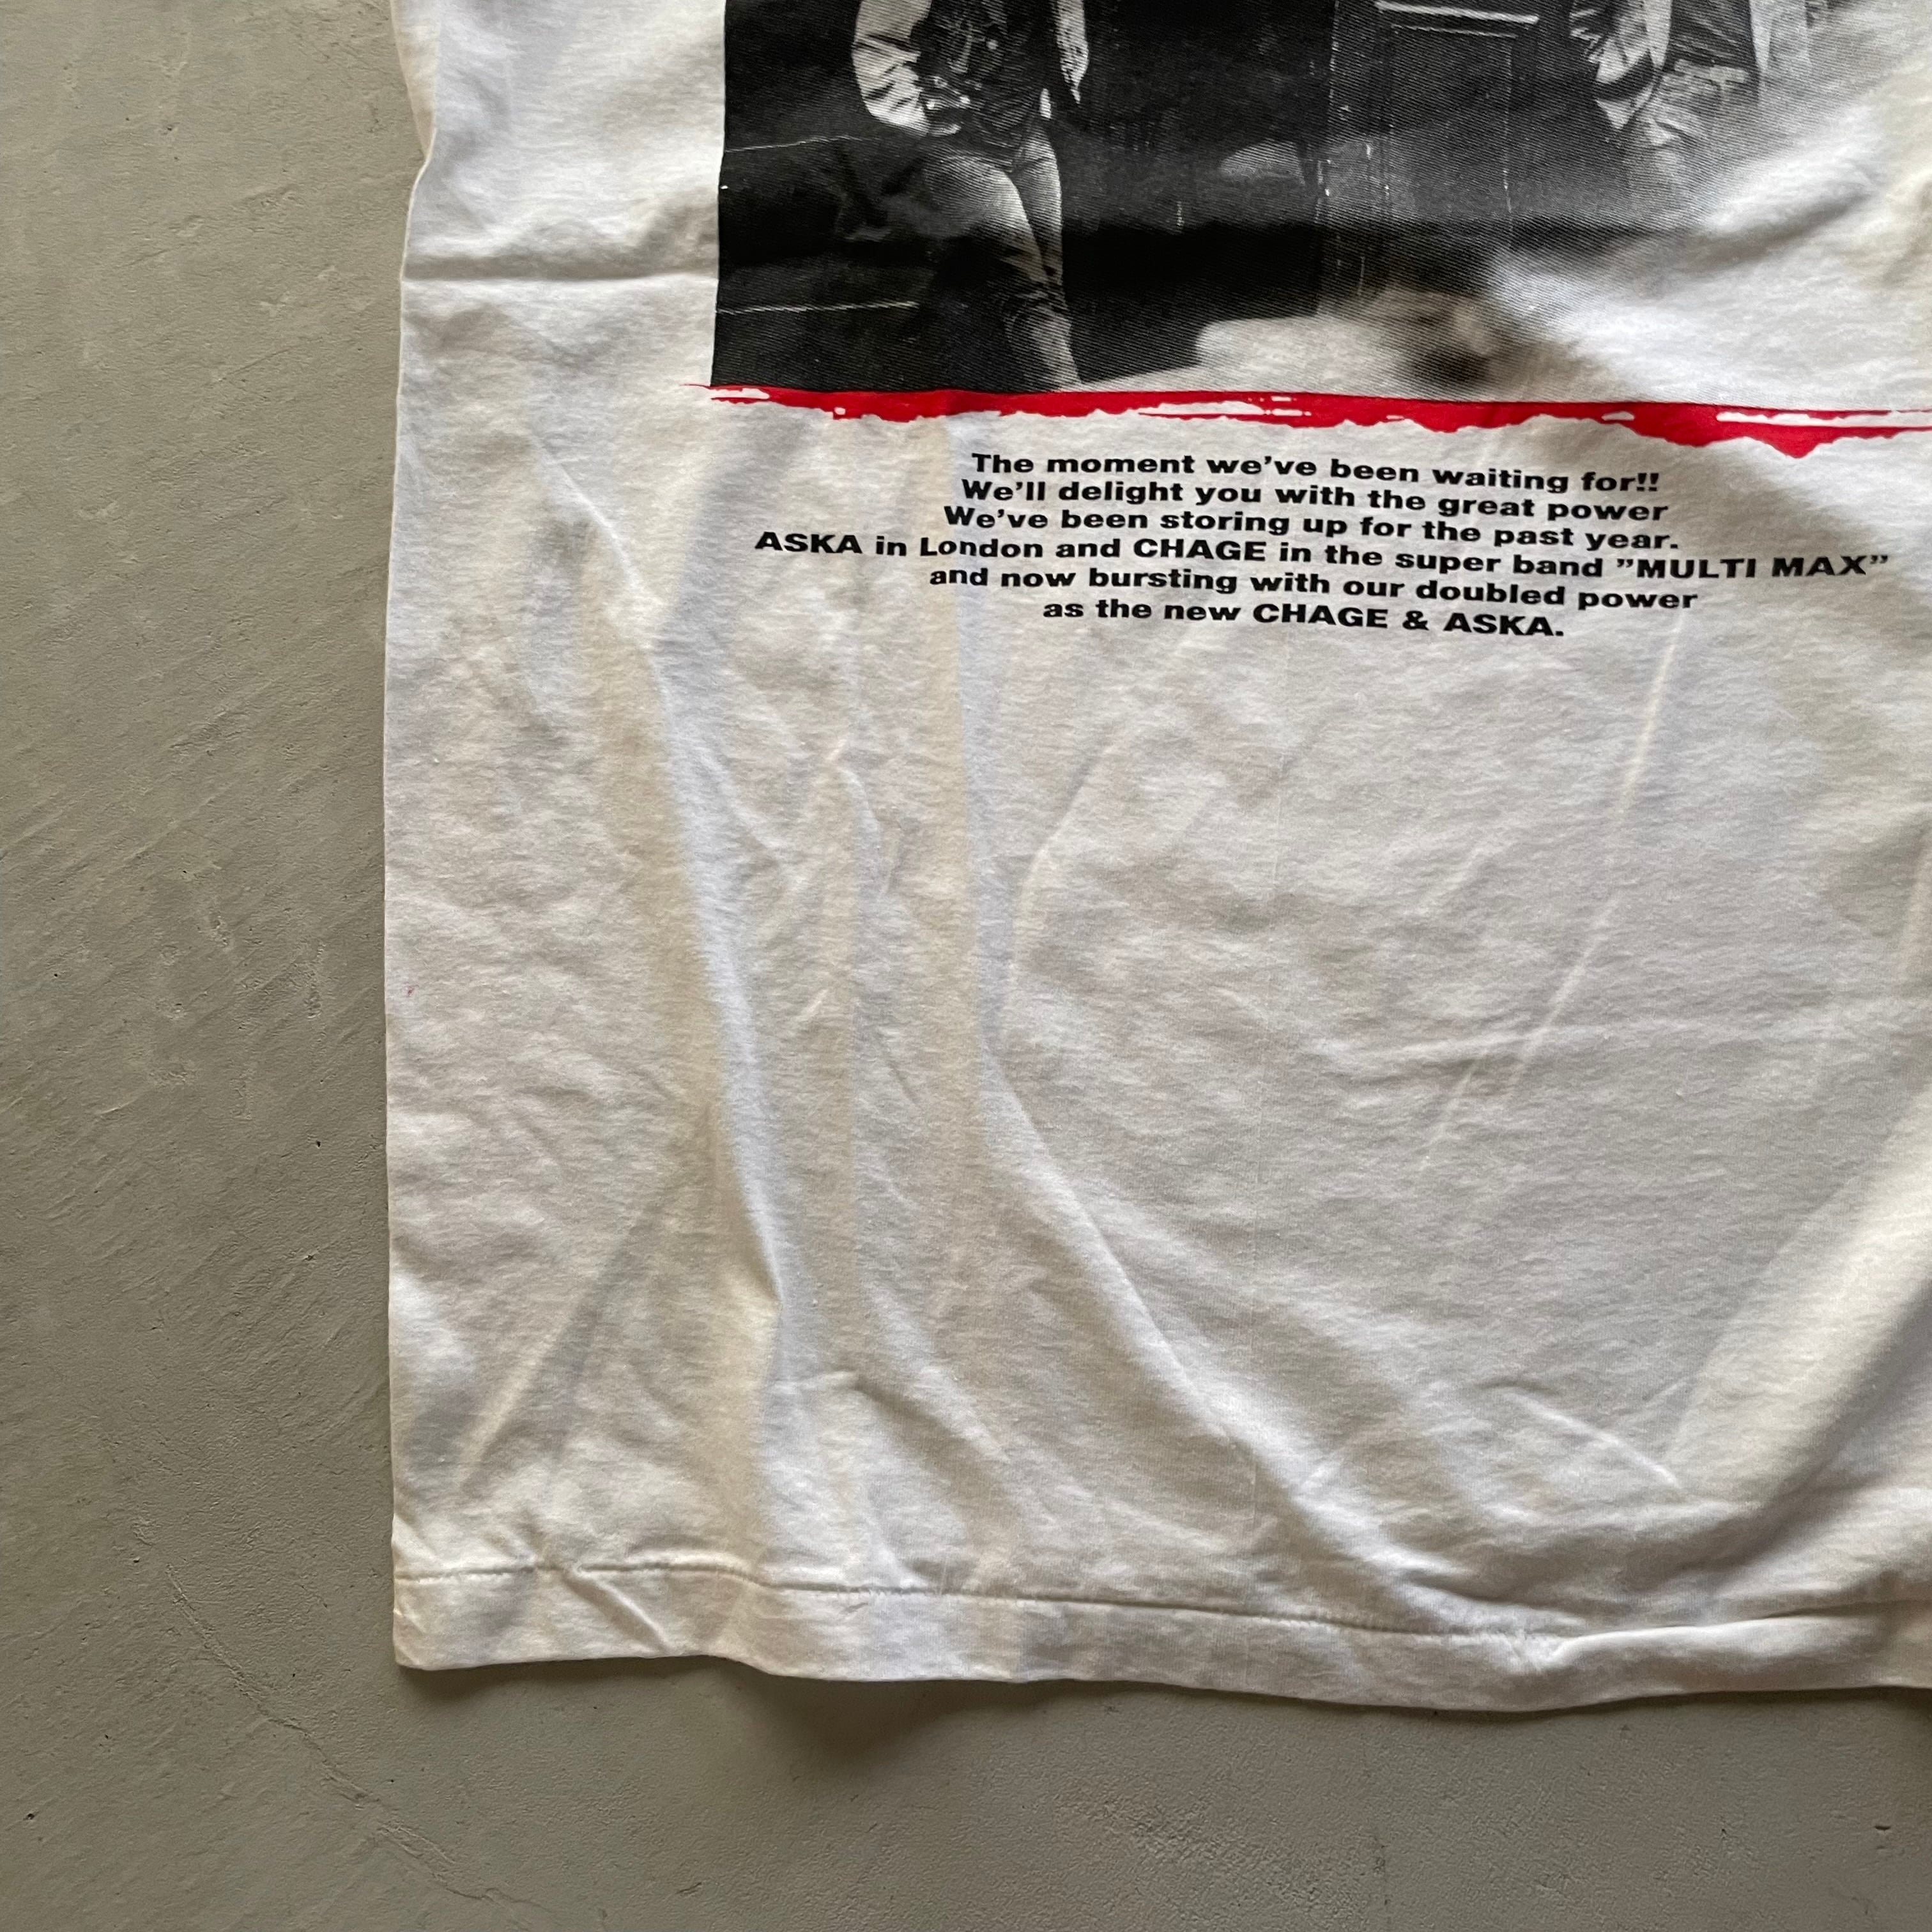 The moment we've been waiting for!!
We'll delight you with the great power
We've been storing up for the past year.
ASKA in London and CHAGE in the super band ”MULTI MAX”
and now bursting with our doubled power
as the new CHAGE & ASKA.